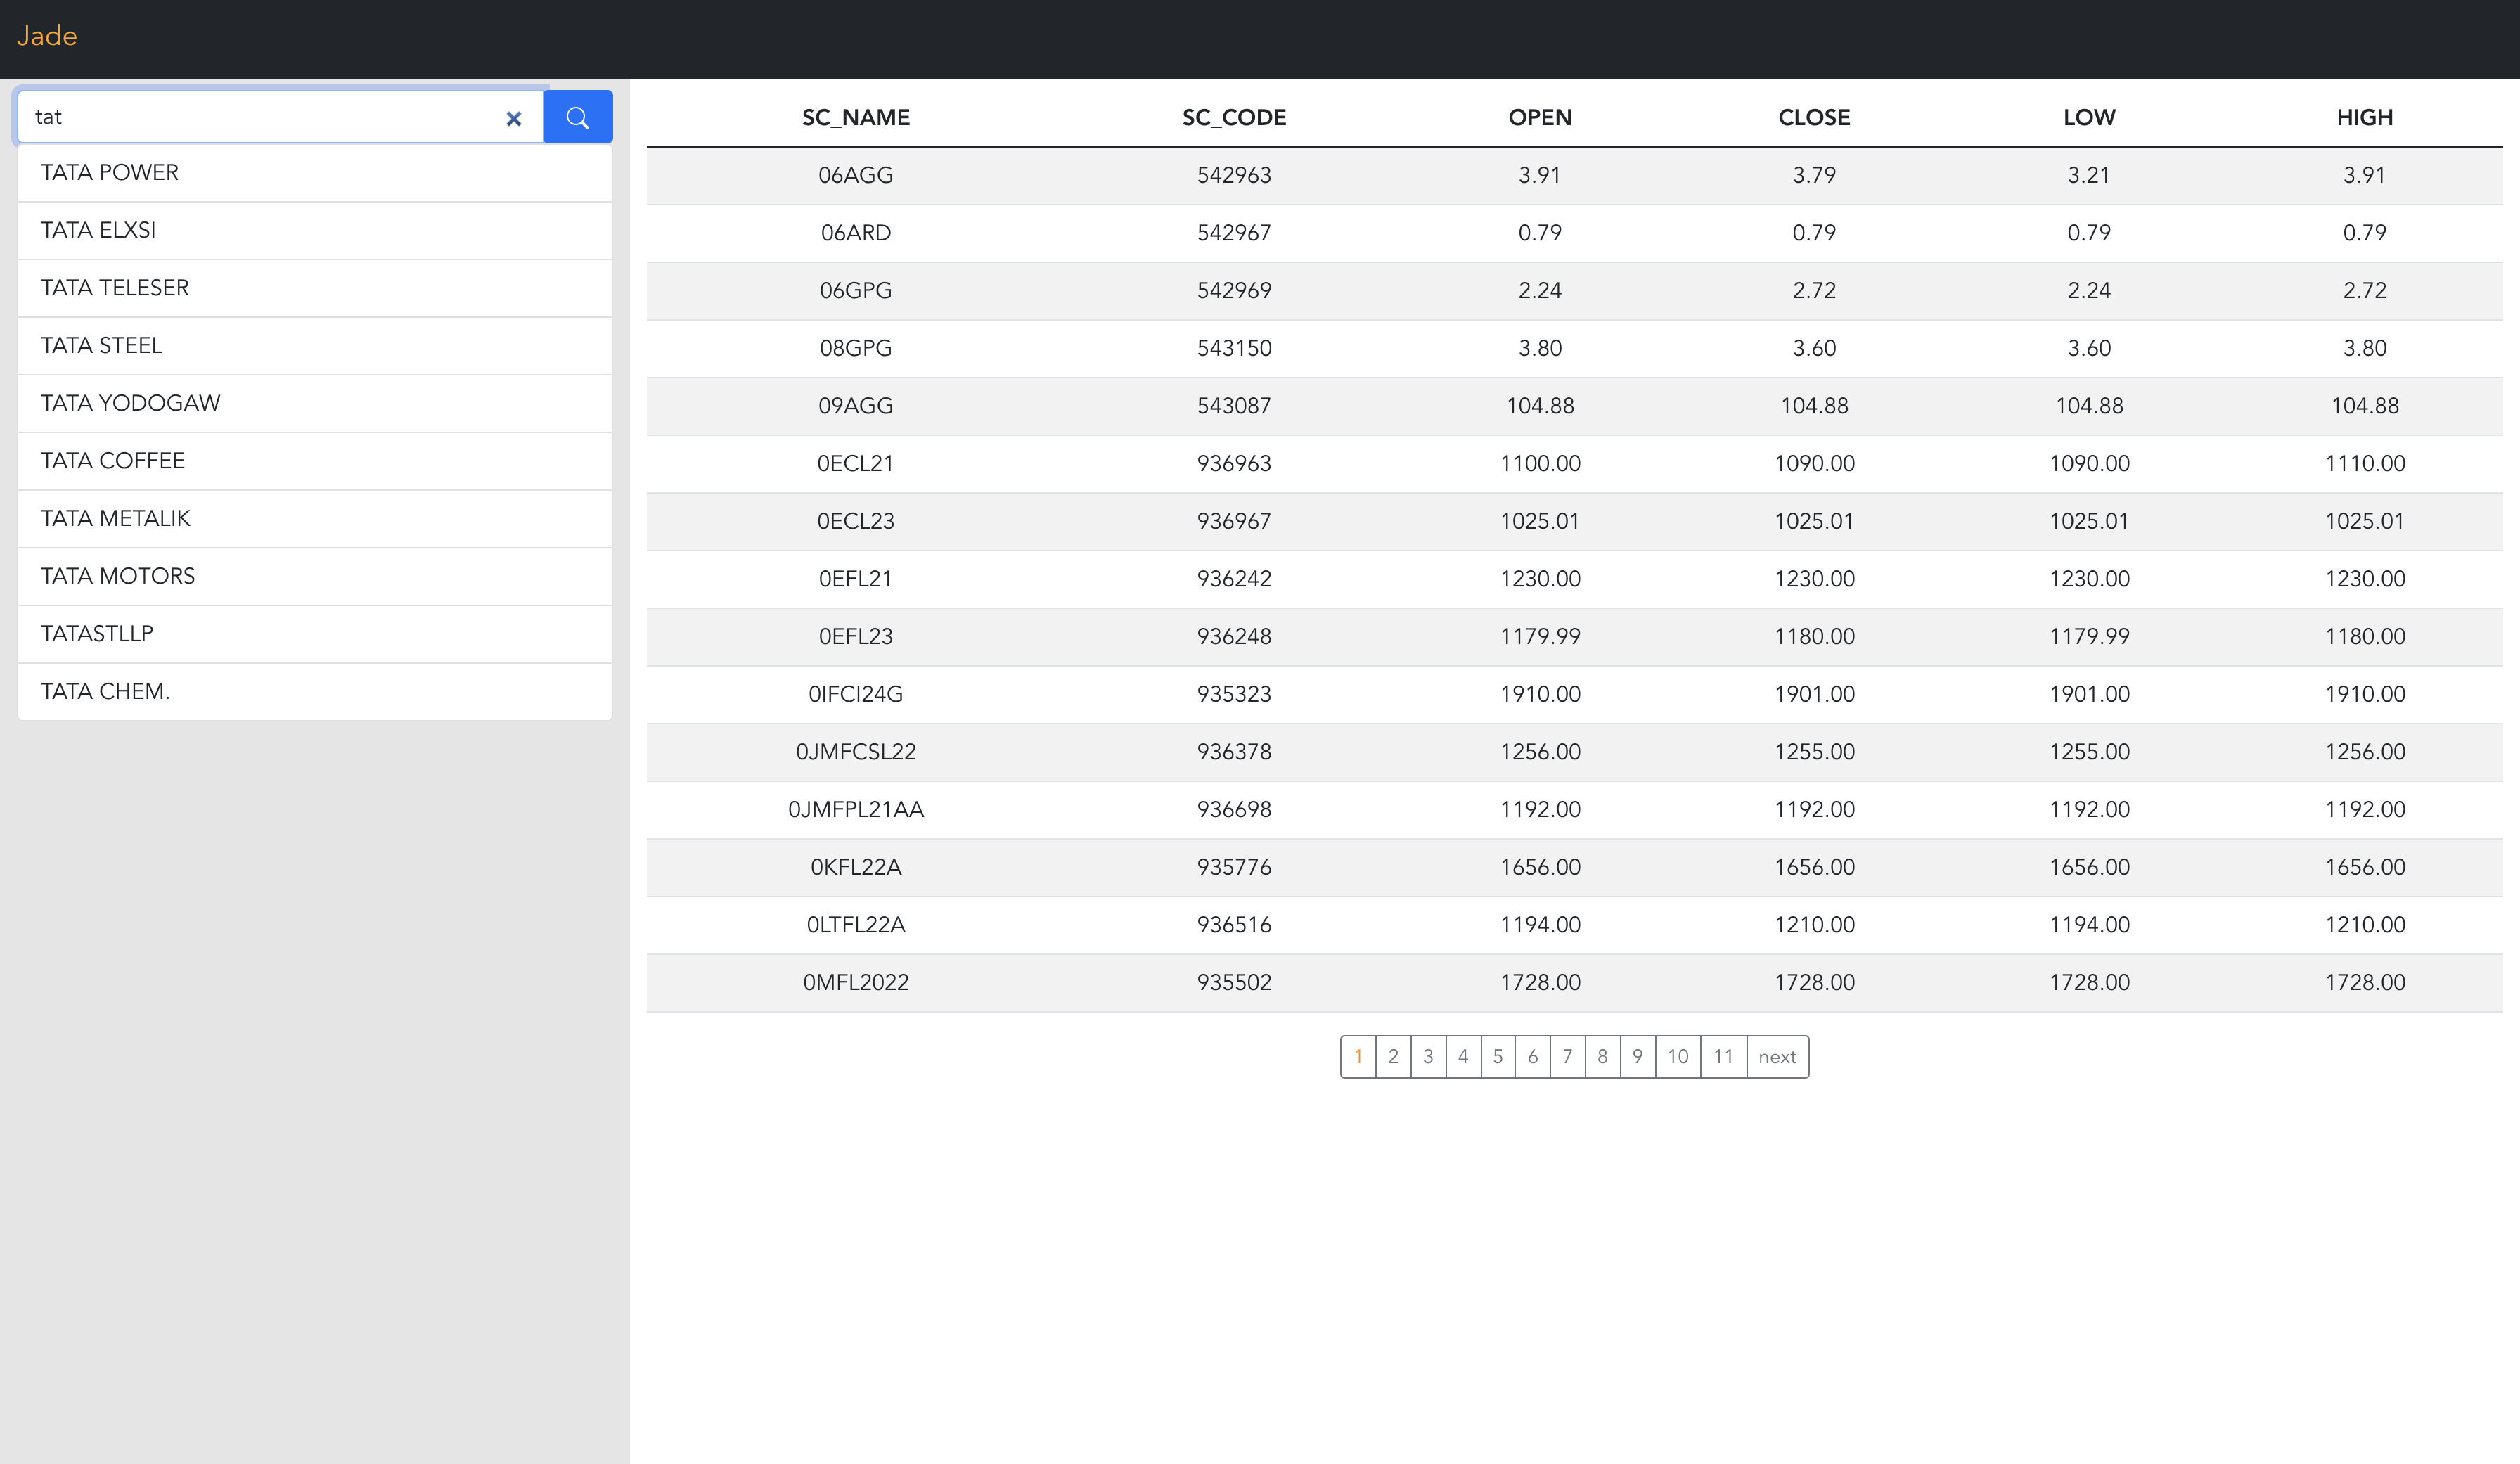 Jade
tat
TATA POWER
TATA ELXSI
TATA TELESER
TATA STEEL
TATA YODOGAW
TATA COFFEE
TATA METALIK
TATA MOTORS
TATASTLLP
TATA CHEM.
SC_NAME SC_CODE OPEN CLOSE LOW HIGH
06AGG 542963 3.91 3.79 3.21 3.91
06ARD 542967 0.79 0.79 0.79 0.79
06GPG 542969 2.24 2.72 2.24 2.72
08GPG 543150 3.80 3.60 3.60 3.80
09AGG 543087 104.88 104.88 104.88 104.88
0ECL21 936963 1100.00 1090.00 1090.00 1110.00
0ECL23 936967 1025.01 1025.01 1025.01 1025.01
0EFL21 936242 1230.00 1230.00 1230.00 1230.00
0EFL23 936248 1179.99 1180.00 1179.99 1180.00
0IFCI24G 935323 1910.00 1901.00 1901.00 1910.00
0JMFCSL22 936378 1256.00 1255.00 1255.00 1256.00
0JMFPL21AA 936698 1192.00 1192.00 1192.00 1192.00
0KFL22A 935776 1656.00 1656.00 1656.00 1656.00
0LTFL22A 936516 1194.00 1210.00 1194.00 1210.00
0MFL2022 935502 1728.00 1728.00 1728.00 1728.00
1 2 3 4 5 6 7 8 9 10 11 next